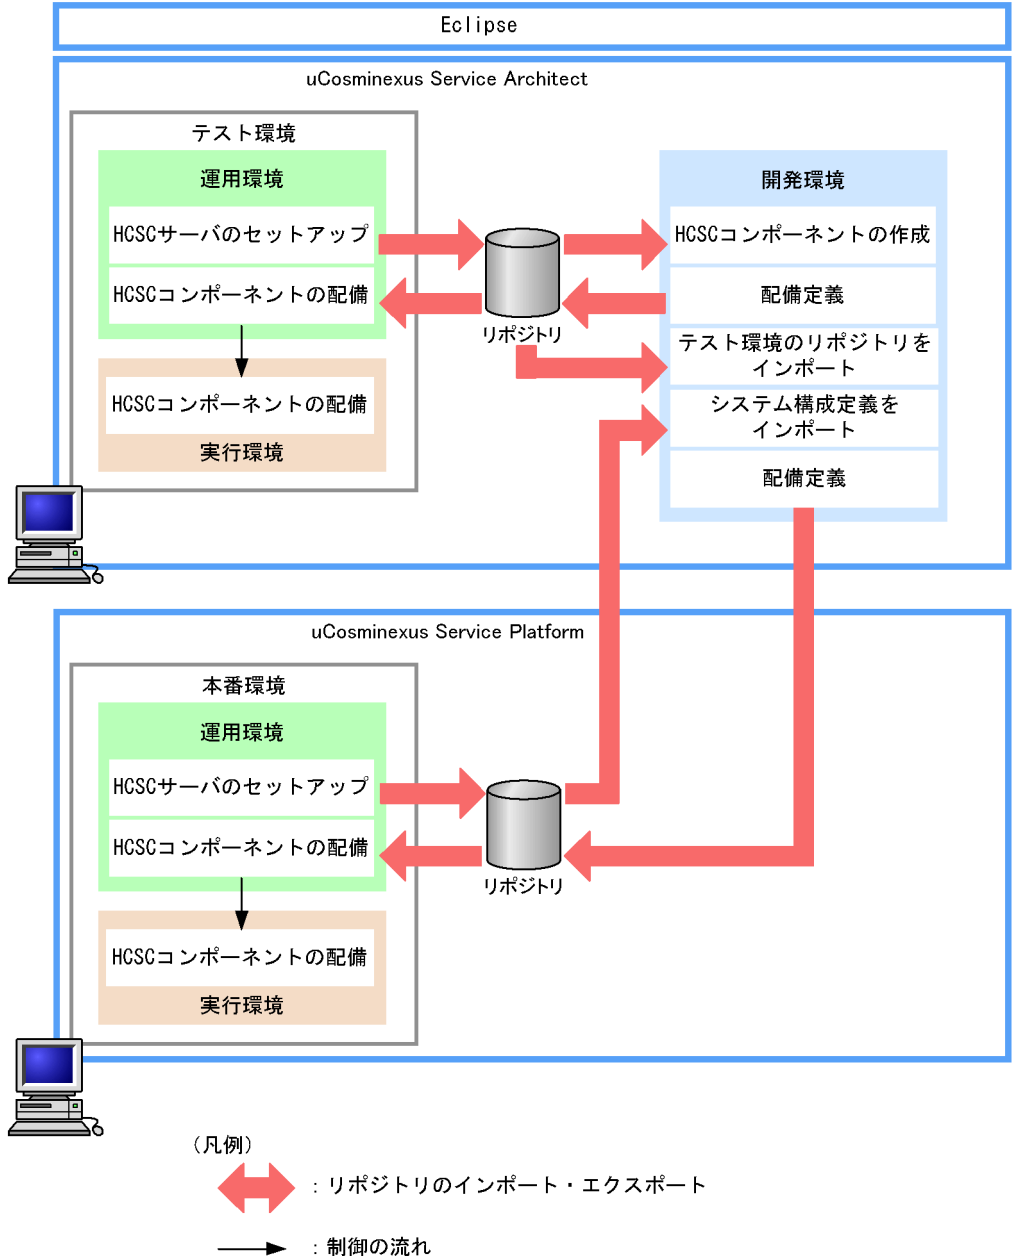 Eclipse
uCosminexus Service Architect
テスト環境
運用環境
HCSCサーバのセットアップ
HCSCコンポーネントの配備
HCSCコンポーネントの配備
実行環境
リポジトリ
開発環境
HCSCコンポーネントの作成
配備定義
テスト環境のリポジトリを
インポート
システム構成定義を
インポート
配備定義
uCosminexus Service Platform
本番環境
運用環境
HCSCサーバのセットアップ
HCSCコンポーネントの配備
HCSCコンポーネントの配備
実行環境
リポジトリ
（凡例）
：リポジトリのインポート・エクスポート
：制御の流れ